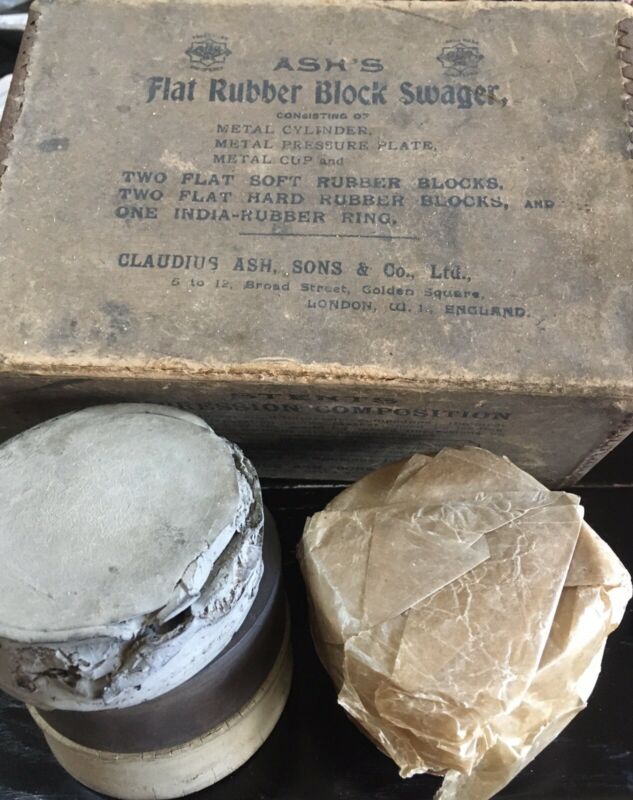 ASH'S
Flat Rubber Block Swager,
CONSISTING OF
METAL CYLINDER,
METAL PRESSURE PLATE,
METAL CUP and
TWO FLAT SOFT RUBBER BLOCKS,
TWO FLAT HARD RUBBER BLOCKS, AND
ONE INDIA-RUBBER RING,
CLAUDIUS ASH, SONS & Co., Ltd.,
5 to 12, Broad Street, Golden Square,
LONDON, W.1. ENGLAND.
STENTS
COMPOSITION